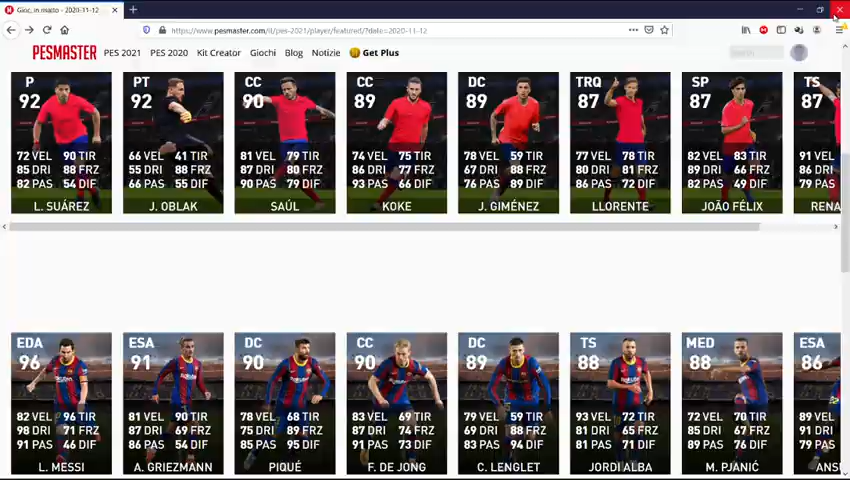 Gioc. in risalto - 2020-11-12
https://www.pesmaster.com/it/pes-2021/player/featured/?date=2020-11-12
PESMASTER PES 2021 PES 2020 Kit Creator Giochi Blog Notizie Get Plus Search
P PT CC CC DC TRQ SP TS
92 92 90 89 89 87 87 87
72 VEL 90 TIR 66 VEL 41 TIR 81 VEL 79 TIR 74 VEL 75 TIR 78 VEL 59 TIR 77 VEL 78 TIR 82 VEL 83 TIR 91 VEL
85 DRI 88 FRZ 55 DRI 88 FRZ 87 DRI 80 FRZ 86 DRI 77 FRZ 67 DRI 88 FRZ 80 DRI 81 FRZ 89 DRI 66 FRZ 86 DRI
82 PAS 54 DIF 66 PAS 55 DIF 90 PAS 79 DIF 93 PAS 66 DIF 76 PAS 89 DIF 86 PAS 72 DIF 82 PAS 49 DIF 79 PAS
L. SUÁREZ J. OBLAK SAÚL KOKE J. GIMÉNEZ LLORENTE JOÃO FÉLIX RENA
EDA ESA DC CC DC TS MED ESA
96 91 90 90 89 88 88 86
82 VEL 96 TIR 81 VEL 90 TIR 78 VEL 68 TIR 83 VEL 69 TIR 79 VEL 59 TIR 93 VEL 72 TIR 72 VEL 70 TIR 89 VEL
98 DRI 71 FRZ 87 DRI 69 FRZ 75 DRI 89 FRZ 87 DRI 74 FRZ 69 DRI 88 FRZ 81 DRI 65 FRZ 85 DRI 67 FRZ 91 DRI
91 PAS 46 DIF 86 PAS 54 DIF 85 PAS 95 DIF 91 PAS 73 DIF 83 PAS 94 DIF 81 PAS 71 DIF 91 PAS 76 DIF 79 PAS
L. MESSI A. GRIEZMANN PIQUÉ F. DE JONG C. LENGLET JORDI ALBA M. PJANIĆ ANSU